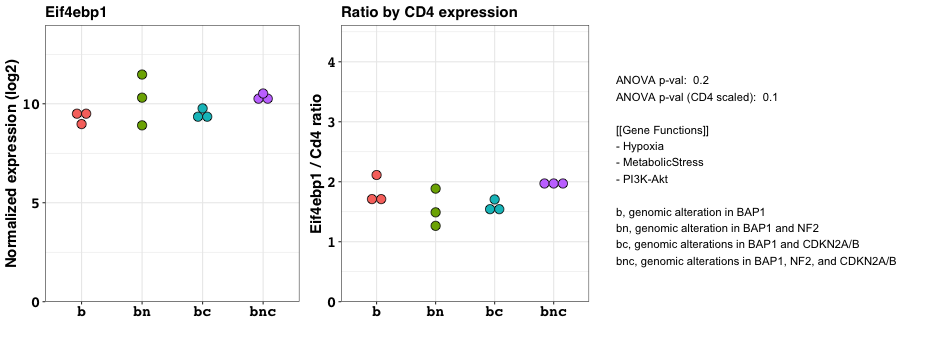 Eif4ebp1
Normalized expression (log2)
10
5
0
b bn bc bnc
Ratio by CD4 expression
Eif4ebp1 / Cd4 ratio
4
3
2
1
0
b bn bc bnc
ANOVA p-val: 0.2
ANOVA p-val (CD4 scaled): 0.1
[[Gene Functions]]
- Hypoxia
- MetabolicStress
- PI3K-Akt
b, genomic alteration in BAP1
bn, genomic alteration in BAP1 and NF2
bc, genomic alterations in BAP1 and CDKN2A/B
bnc, genomic alterations in BAP1, NF2, and CDKN2A/B